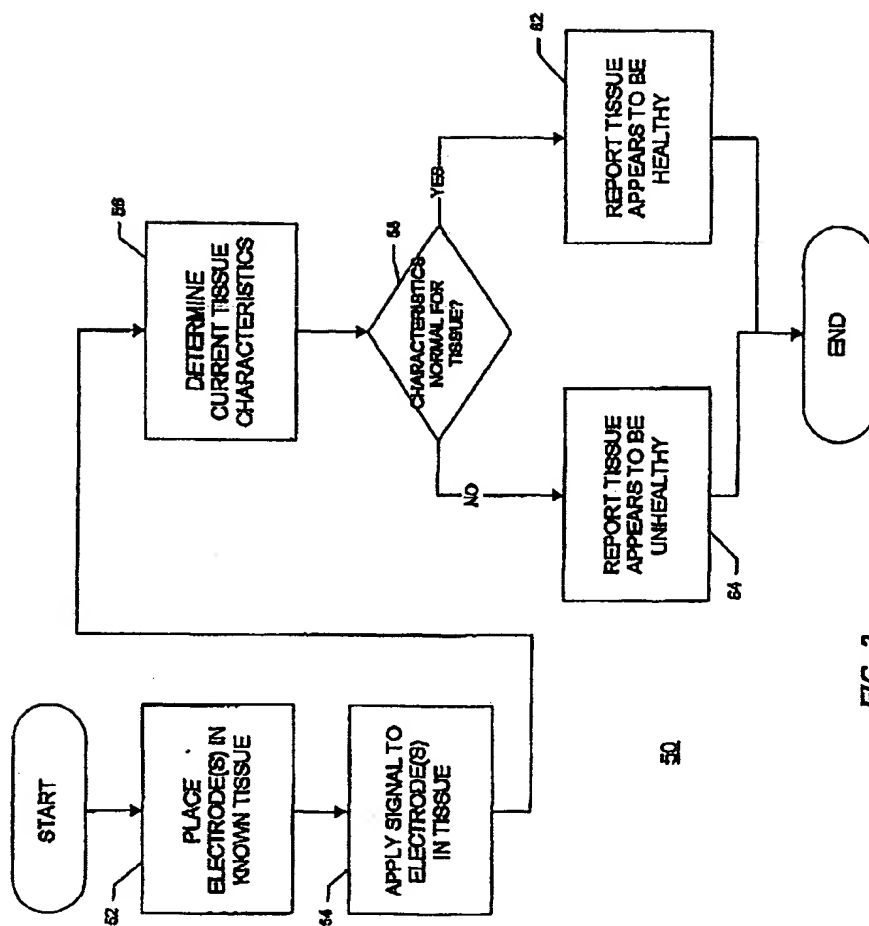 START
52
PLACE
ELECTRODE(S) IN
KNOWN TISSUE
54
APPLY SIGNAL TO
ELECTRODE(S)
IN TISSUE
56
DETERMINE
CURRENT TISSUE
CHARACTERISTICS
58
CHARACTERISTICS
NORMAL FOR
TISSUE?
NO
YES
64
REPORT TISSUE
APPEARS TO BE
UNHEALTHY
62
REPORT TISSUE
APPEARS TO BE
HEALTHY
END
50
FIG.